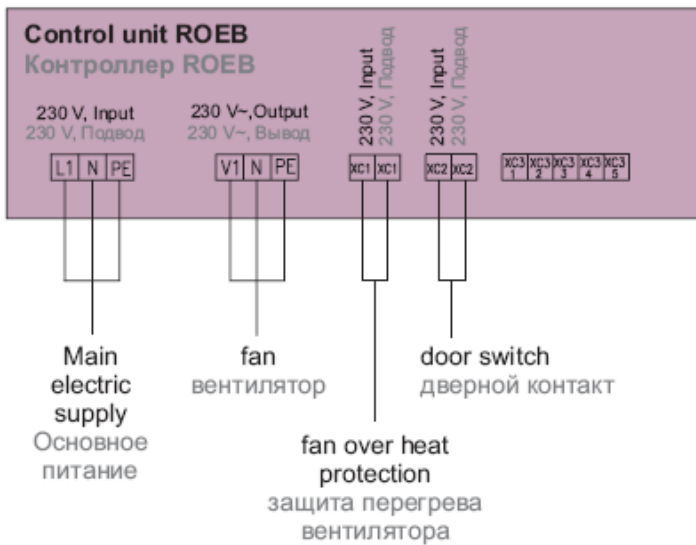 Control unit ROEB
Контроллер ROEB
230 V, Input
230 V, Подвод
230 V~,Output
230 V~, Вывод
230 V, Input
230 V, Подвод
230 V, Input
230 V, Подвод
L1 N PE
V1 N PE
XC1 XC1
XC2 XC2
XC3 XC3 XC3 XC3 XC3
1 2 3 4 5
Main
electric
supply
Основное
питание
fan
вентилятор
fan over heat
protection
защита перегрева
вентилятора
door switch
дверной контакт